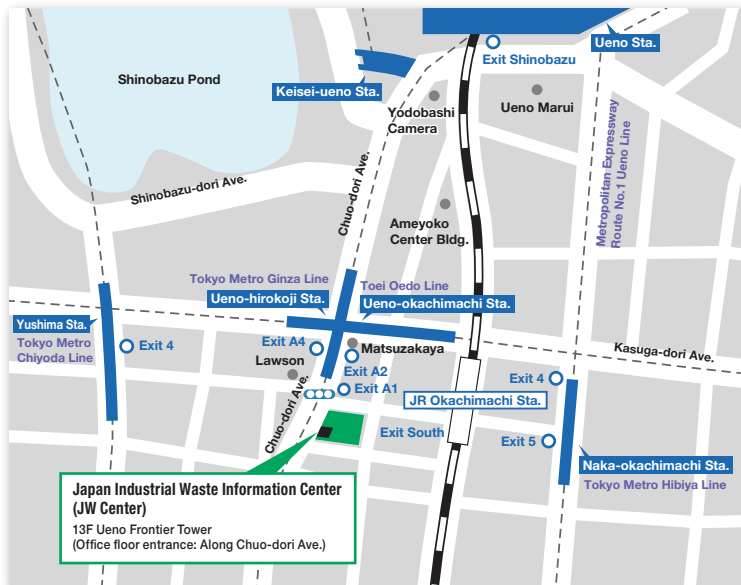 Ueno Sta.
Exit Shinobazu
Shinobazu Pond
Keisei-ueno Sta.
Yodobashi
Camera
Ueno Marui
Metropolitan Expressway
Route No.1 Ueno Line
Chuo-dori Ave.
Shinobazu-dori Ave.
Ameyoko
Center Bldg.
Tokyo Metro Ginza Line
Toei Oedo Line
Ueno-hirokoji Sta.
Ueno-okachimachi Sta.
Yushima Sta.
Tokyo Metro
Chiyoda Line
Exit 4
Exit A4
Matsuzakaya
Kasuga-dori Ave.
Lawson
Exit A2
Exit 4
Exit A1
JR Okachimachi Sta.
Chuo-dori Ave.
Exit South
Exit 5
Naka-okachimachi Sta.
Tokyo Metro Hibiya Line
Japan Industrial Waste Information Center
(JW Center)
13F Ueno Frontier Tower
(Office floor entrance: Along Chuo-dori Ave.)